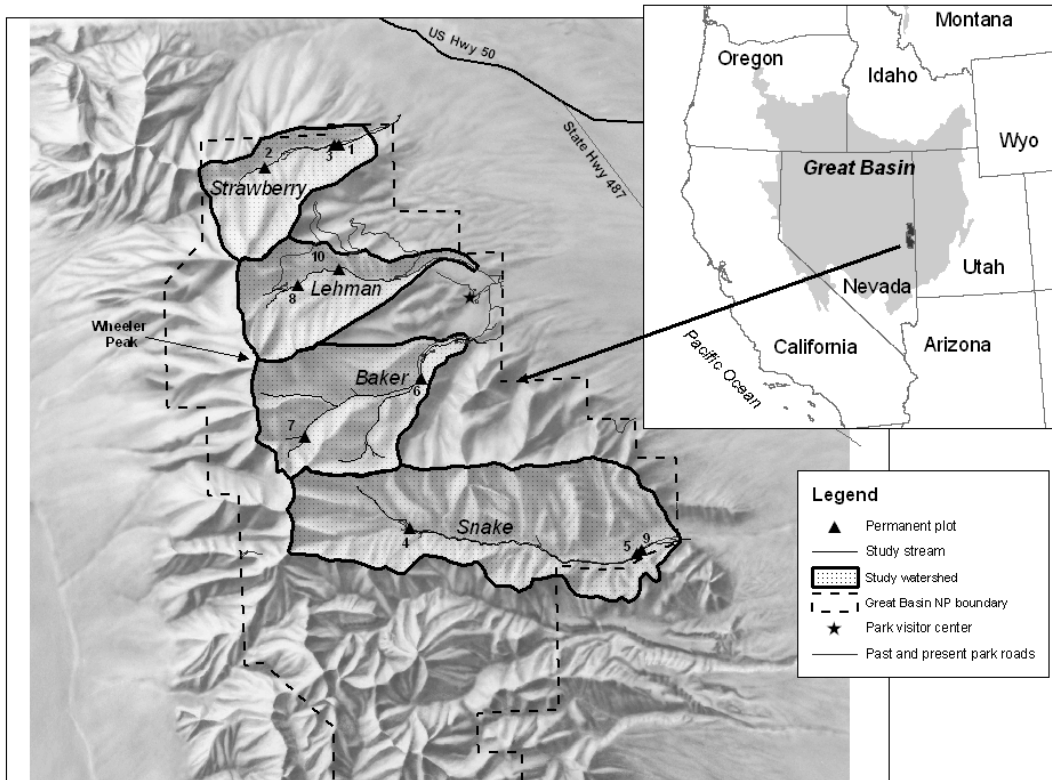 US Hwy 50
State Hwy 487
2
3
1
Strawberry
10
8
Lehman
Wheeler
Peak
Baker
6
7
Snake
4
5
9
Montana
Oregon
Idaho
Wyo
Great Basin
Nevada
Utah
California
Arizona
Pacific Ocean
Legend
Permanent plot
Study stream
Study watershed
Great Basin NP boundary
Park visitor center
Past and present park roads